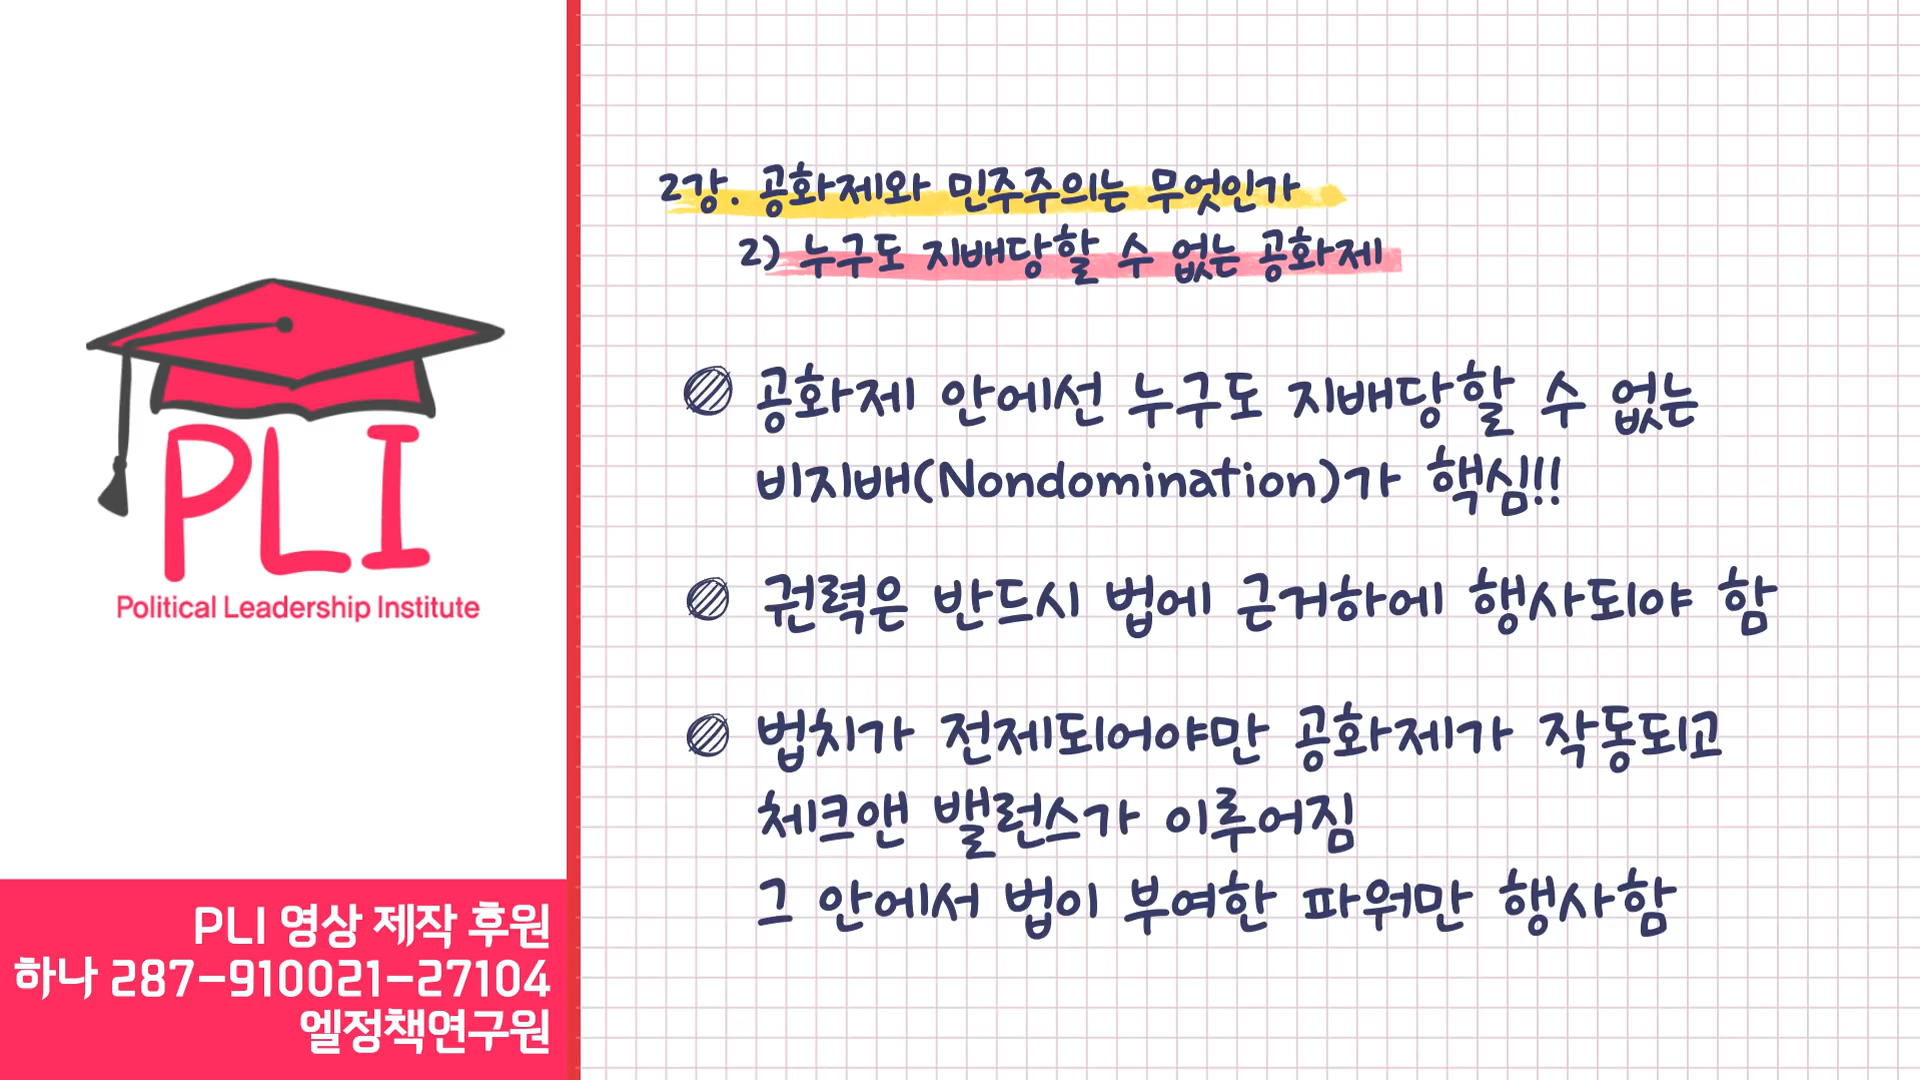 PLI
Political Leadership Institute
PLI 영상 제작 후원
하나 287-910021-27104
엘정책연구원
2강. 공화제와 민주주의는 무엇인가
2) 누구도 지배당할 수 없는 공화제
공화제 안에선 누구도 지배당할 수 없는
비지배(Nondomination)가 핵심!!
권력은 반드시 법에 근거하에 행사되야 함
법치가 전제되어야만 공화제가 작동되고
체크앤 밸런스가 이루어짐
그 안에서 법이 부여한 파워만 행사함